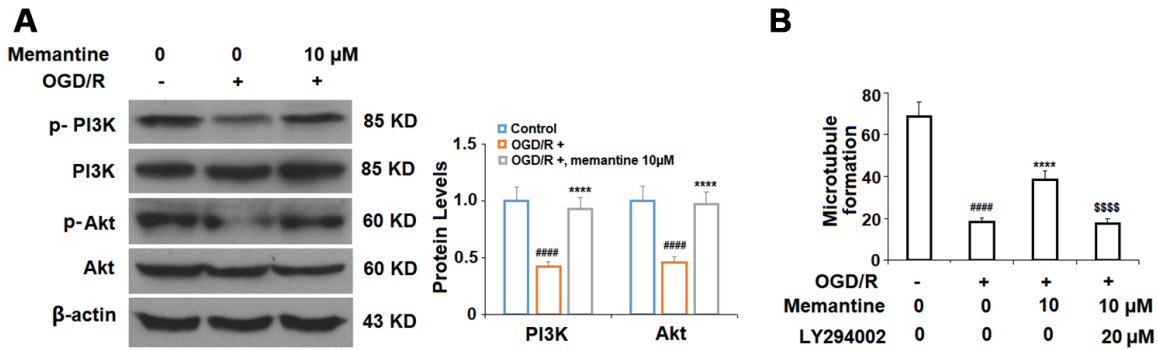 A
Memantine 0 0 10 µM
OGD/R - + +
p- PI3K 85 KD
PI3K 85 KD
p-Akt 60 KD
Akt 60 KD
β-actin 43 KD
Protein Levels
1.5
1.0
0.5
0
Control
OGD/R +
OGD/R +, memantine 10µM
#### ****
#### ****
PI3K Akt
B
Microtubule
formation
80
60
40
20
0
####
****
$$$$
OGD/R - + + +
Memantine 0 0 10 10 µM
LY294002 0 0 0 20 µM